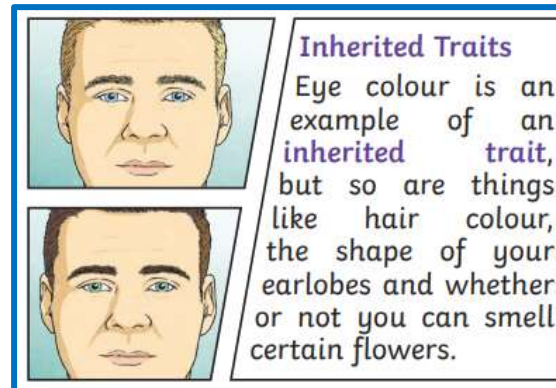 Inherited Traits
Eye colour is an
example of an
inherited trait,
but so are things
like hair colour,
the shape of your
earlobes and whether
or not you can smell
certain flowers.